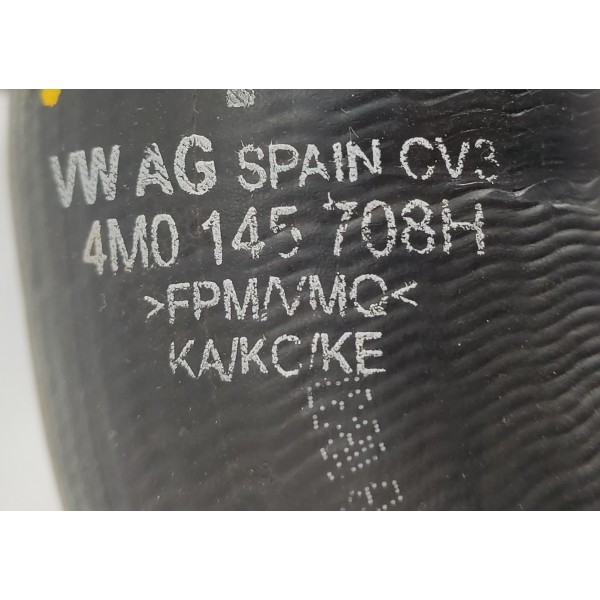 VW AG SPAIN CV3
4M0 145 708H
>FPM/VMQ<
KA/KC/KE